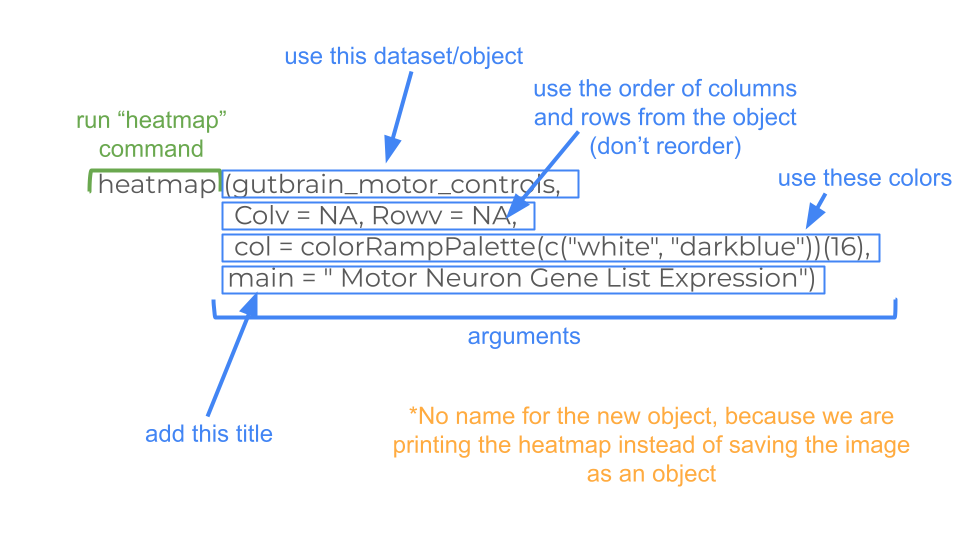 use this dataset/object
use the order of columns
and rows from the object
(don't reorder)
run “heatmap”
command
use these colors
heatmap(gutbrain_motor_controls,
Colv = NA, Rowv = NA,
col = colorRampPalette(c("white", "darkblue"))(16),
main = " Motor Neuron Gene List Expression")
arguments
add this title
*No name for the new object, because we are
printing the heatmap instead of saving the image
as an object